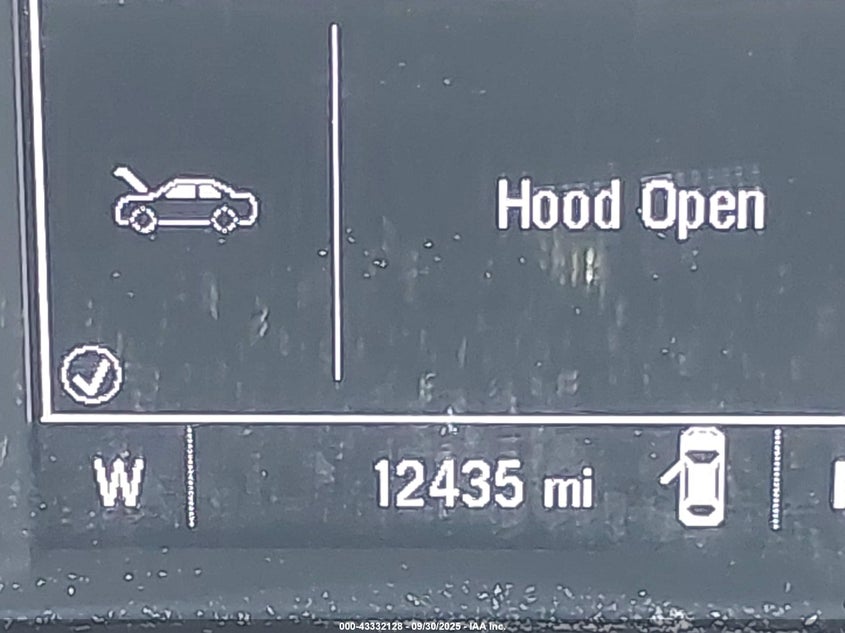 Hood Open
W 12435 mi
000-43332128 - 09/30/2025 - IAA Inc.